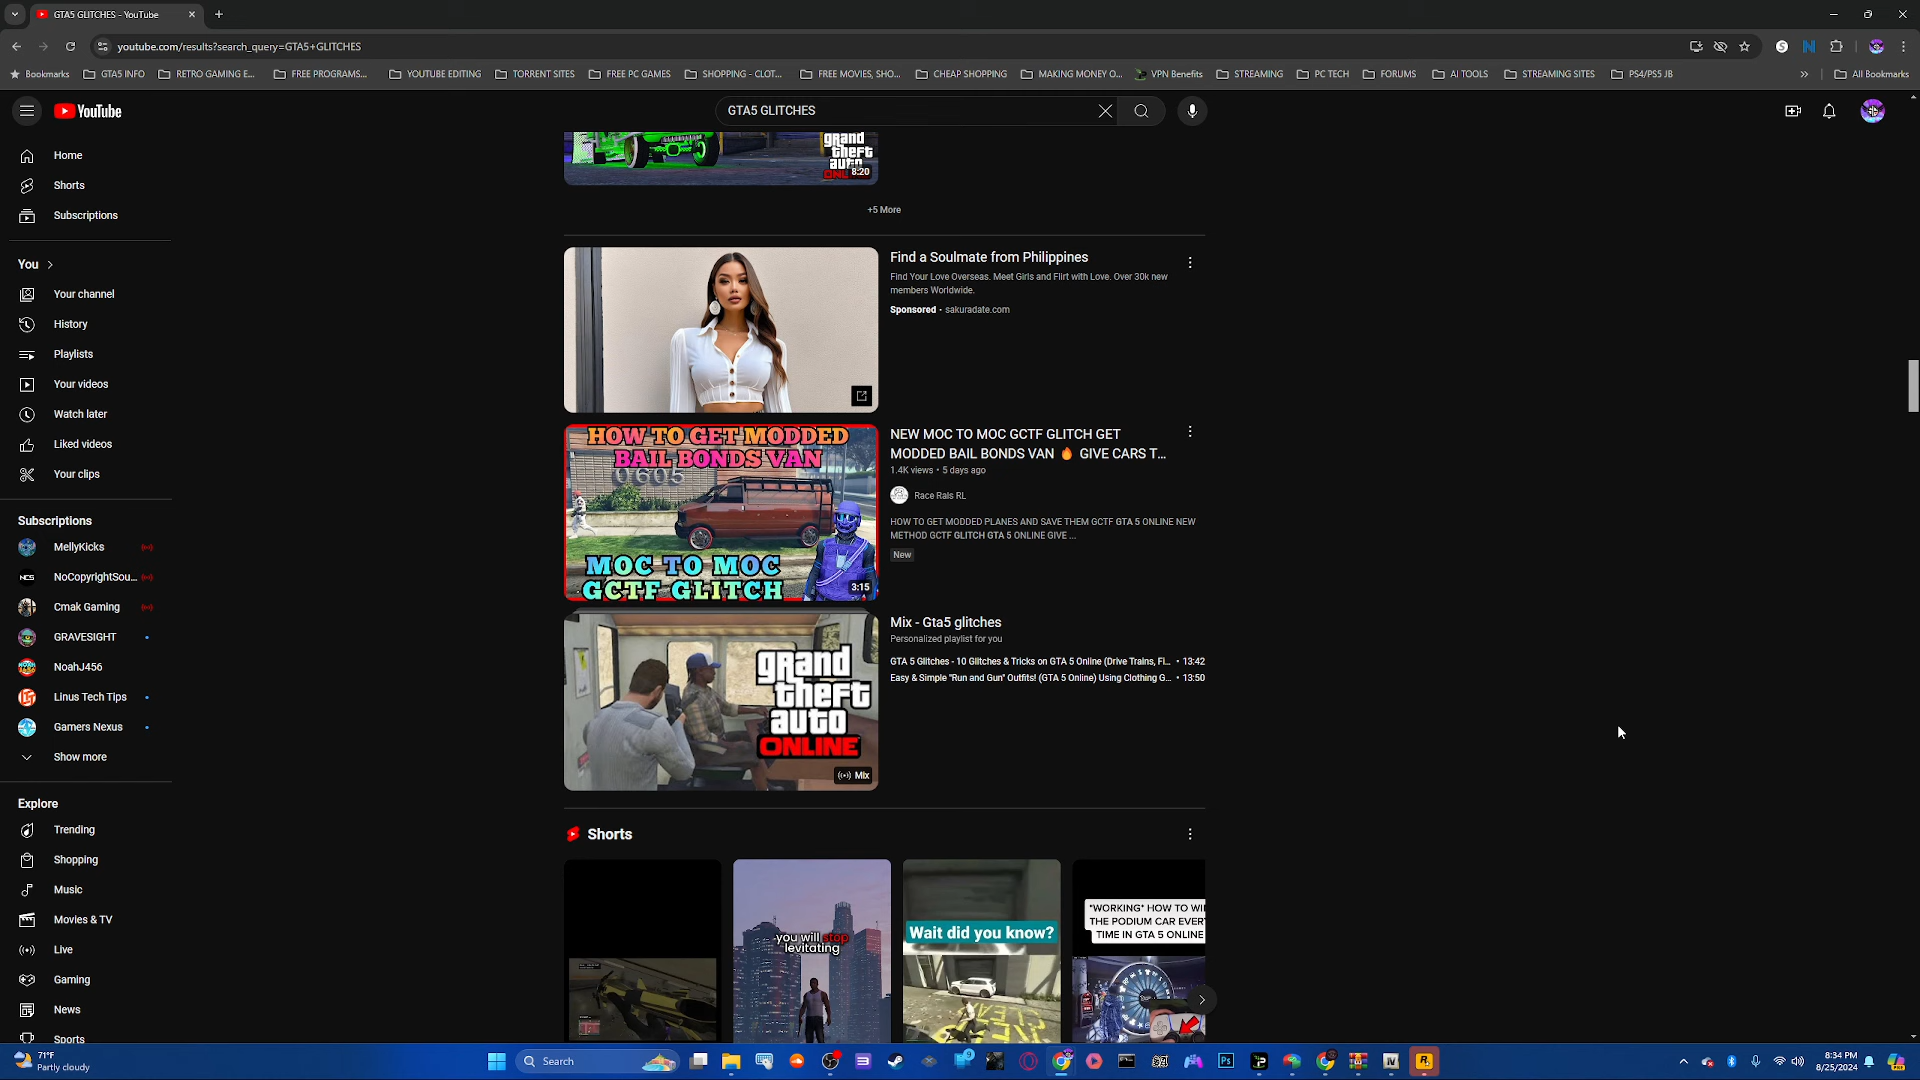 GTA5 GLITCHES - YouTube
youtube.com/results?search_query=GTA5+GLITCHES
Bookmarks
GTA5 INFO
RETRO GAMING E...
FREE PROGRAMS...
YOUTUBE EDITING
TORRENT SITES
FREE PC GAMES
SHOPPING - CLOT...
FREE MOVIES, SHO...
CHEAP SHOPPING
MAKING MONEY O...
VPN Benefits
STREAMING
PC TECH
FORUMS
AI TOOLS
STREAMING SITES
PS4/PS5 JB
All Bookmarks
YouTube
GTA5 GLITCHES
Home
Shorts
Subscriptions
You
Your channel
History
Playlists
Your videos
Watch later
Liked videos
Your clips
Subscriptions
MellyKicks
NCS
NoCopyrightSou...
Cmak Gaming
GRAVESIGHT
NoahJ456
Linus Tech Tips
Gamers Nexus
Show more
Explore
Trending
Shopping
Music
Movies & TV
Live
Gaming
News
Sports
grand
theft
auto
ONLINE
8:20
+5 More
Find a Soulmate from Philippines
Find Your Love Overseas. Meet Girls and Flirt with Love. Over 30k new
members Worldwide.
Sponsored · sakuradate.com
HOW TO GET MODDED
BAIL BONDS VAN
0605
MOC TO MOC
GCTF GLITCH
3:15
NEW MOC TO MOC GCTF GLITCH GET
MODDED BAIL BONDS VAN 🔥 GIVE CARS T...
1.4K views • 5 days ago
Race Rals RL
HOW TO GET MODDED PLANES AND SAVE THEM GCTF GTA 5 ONLINE NEW
METHOD GCTF GLITCH GTA 5 ONLINE GIVE ...
New
grand
theft
auto
ONLINE
Mix
Mix - Gta5 glitches
Personalized playlist for you
GTA 5 Glitches - 10 Glitches & Tricks on GTA 5 Online (Drive Trains, Fl... • 13:42
Easy & Simple "Run and Gun" Outfits! (GTA 5 Online) Using Clothing G... • 13:50
Shorts
you will stop
levitating
Wait did you know?
*WORKING* HOW TO WI
THE PODIUM CAR EVER
TIME IN GTA 5 ONLINE
71°F
Partly cloudy
Search
9
Ps
8:34 PM
8/25/2024